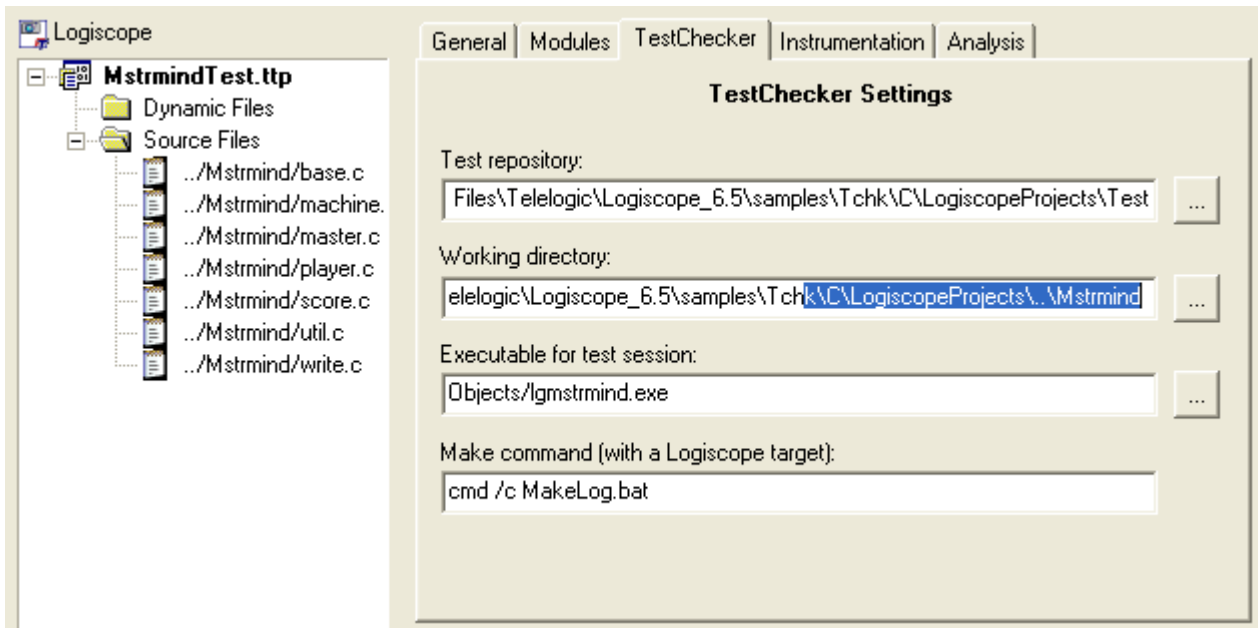 Logiscope
MstrmindTest.ttp
Dynamic Files
Source Files
../Mstrmind/base.c
../Mstrmind/machine.
../Mstrmind/master.c
../Mstrmind/player.c
../Mstrmind/score.c
../Mstrmind/util.c
../Mstrmind/write.c
General Modules TestChecker Instrumentation Analysis
TestChecker Settings
Test repository:
Files\Telelogic\Logiscope_6.5\samples\Tchk\C\LogiscopeProjects\Test
...
Working directory:
elelogic\Logiscope_6.5\samples\Tchk\C\LogiscopeProjects\..\Mstrmind
...
Executable for test session:
Objects/lgmstrmind.exe
...
Make command (with a Logiscope target):
cmd /c MakeLog.bat